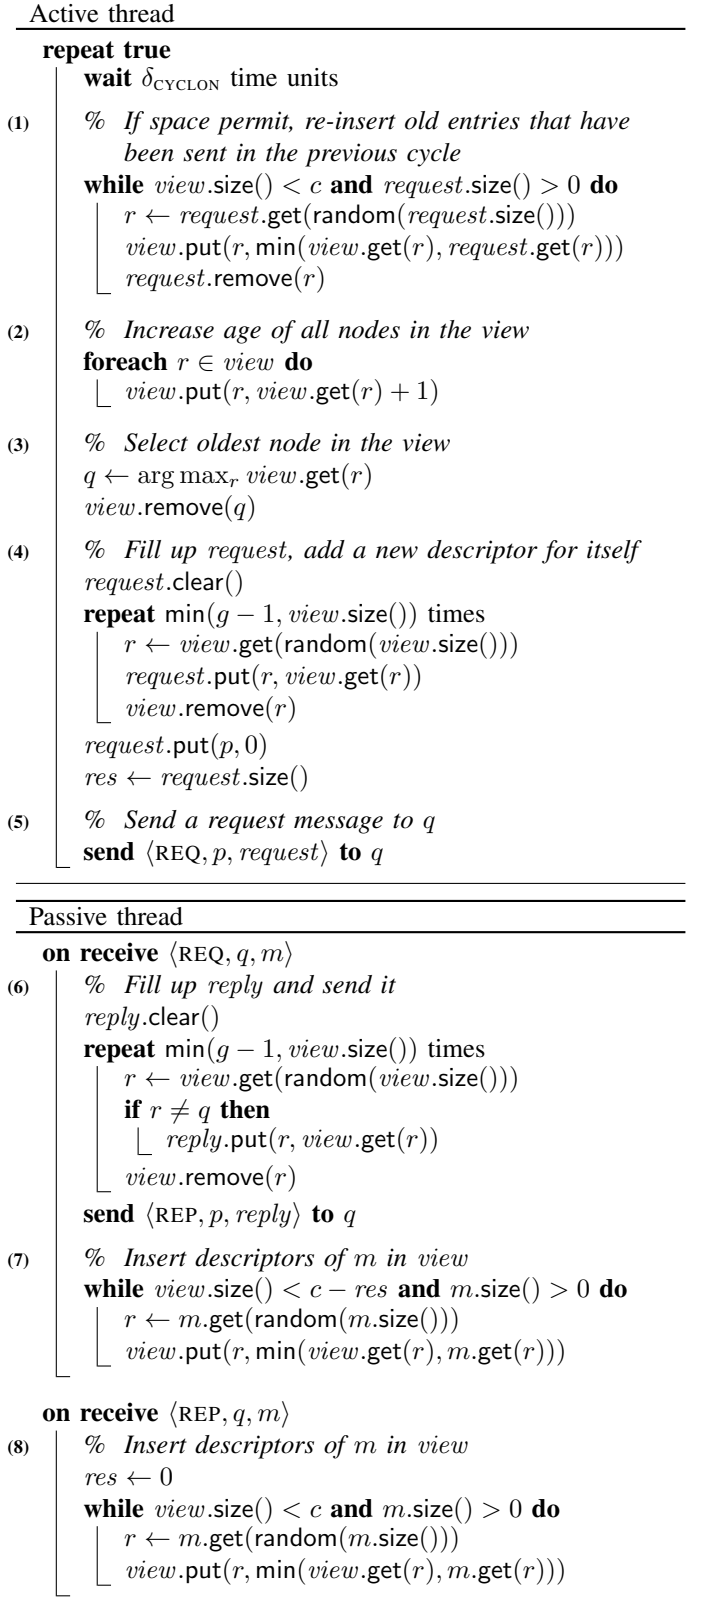 Active thread
repeat true
wait δCYCLON time units
(1) % If space permit, re-insert old entries that have
been sent in the previous cycle
while view.size() < c and request.size() > 0 do
r ← request.get(random(request.size()))
view.put(r, min(view.get(r), request.get(r)))
request.remove(r)
(2) % Increase age of all nodes in the view
foreach r ∈ view do
view.put(r, view.get(r) + 1)
(3) % Select oldest node in the view
q ← arg maxr view.get(r)
view.remove(q)
(4) % Fill up request, add a new descriptor for itself
request.clear()
repeat min(g − 1, view.size()) times
r ← view.get(random(view.size()))
request.put(r, view.get(r))
view.remove(r)
request.put(p, 0)
res ← request.size()
(5) % Send a request message to q
send ⟨REQ, p, request⟩ to q
Passive thread
on receive ⟨REQ, q, m⟩
(6) % Fill up reply and send it
reply.clear()
repeat min(g − 1, view.size()) times
r ← view.get(random(view.size()))
if r ≠ q then
reply.put(r, view.get(r))
view.remove(r)
send ⟨REP, p, reply⟩ to q
(7) % Insert descriptors of m in view
while view.size() < c − res and m.size() > 0 do
r ← m.get(random(m.size()))
view.put(r, min(view.get(r), m.get(r)))
on receive ⟨REP, q, m⟩
(8) % Insert descriptors of m in view
res ← 0
while view.size() < c and m.size() > 0 do
r ← m.get(random(m.size()))
view.put(r, min(view.get(r), m.get(r)))